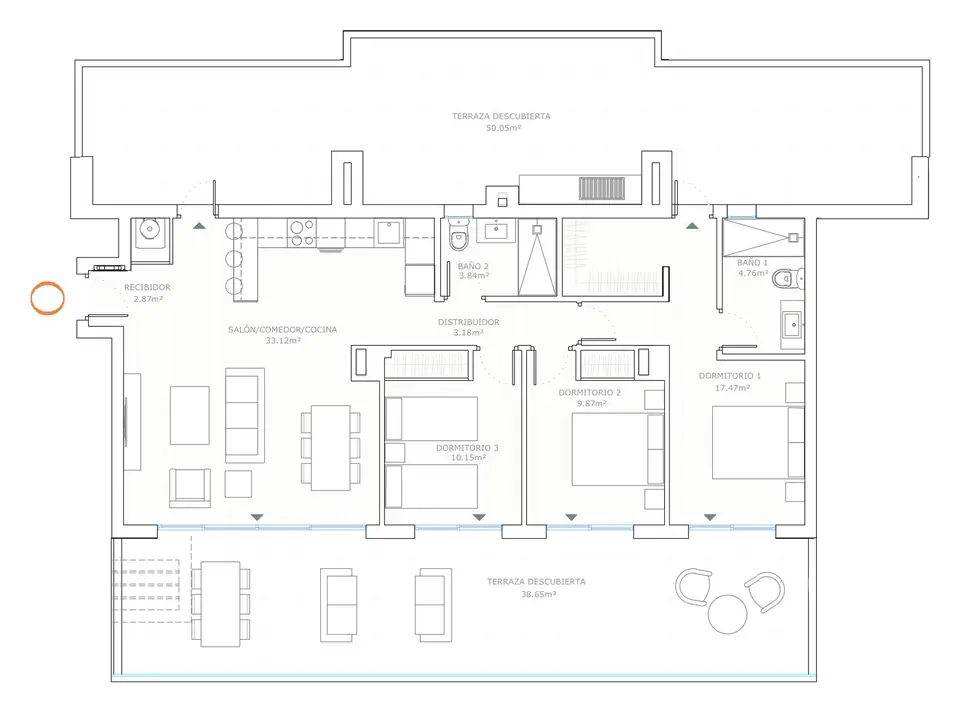 TERRAZA DESCUBIERTA
50.05m²
BAÑO 2
3.84m²
BAÑO 1
4.76m²
RECIBIDOR
2.87m²
SALÓN/COMEDOR/COCINA
33.12m²
DISTRIBUIDOR
3.18m²
DORMITORIO 1
17.47m²
DORMITORIO 2
9.87m²
DORMITORIO 3
10.15m²
TERRAZA DESCUBIERTA
38.65m²